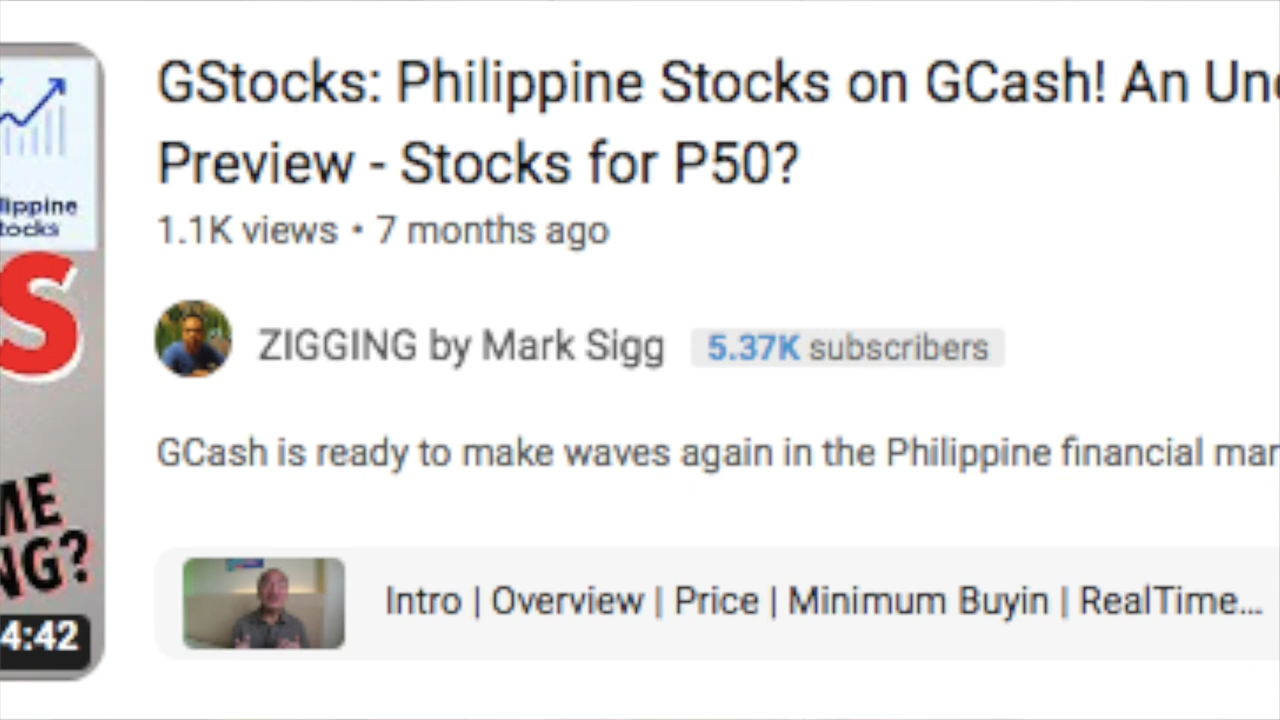 GStocks: Philippine Stocks on GCash! An Un
Preview - Stocks for P50?
1.1K views • 7 months ago
lippine
tocks
S
ZIGGING by Mark Sigg
5.37K subscribers
GCash is ready to make waves again in the Philippine financial mar
ME
NG?
4:42
Intro | Overview | Price | Minimum Buyin | RealTime...